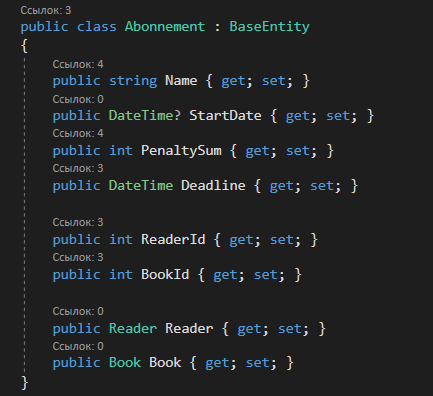 Ссылок: 3
public class Abonnement : BaseEntity
{
Ссылок: 4
public string Name { get; set; }
Ссылок: 0
public DateTime? StartDate { get; set; }
Ссылок: 4
public int PenaltySum { get; set; }
Ссылок: 3
public DateTime Deadline { get; set; }
Ссылок: 3
public int ReaderId { get; set; }
Ссылок: 3
public int BookId { get; set; }
Ссылок: 0
public Reader Reader { get; set; }
Ссылок: 0
public Book Book { get; set; }
}